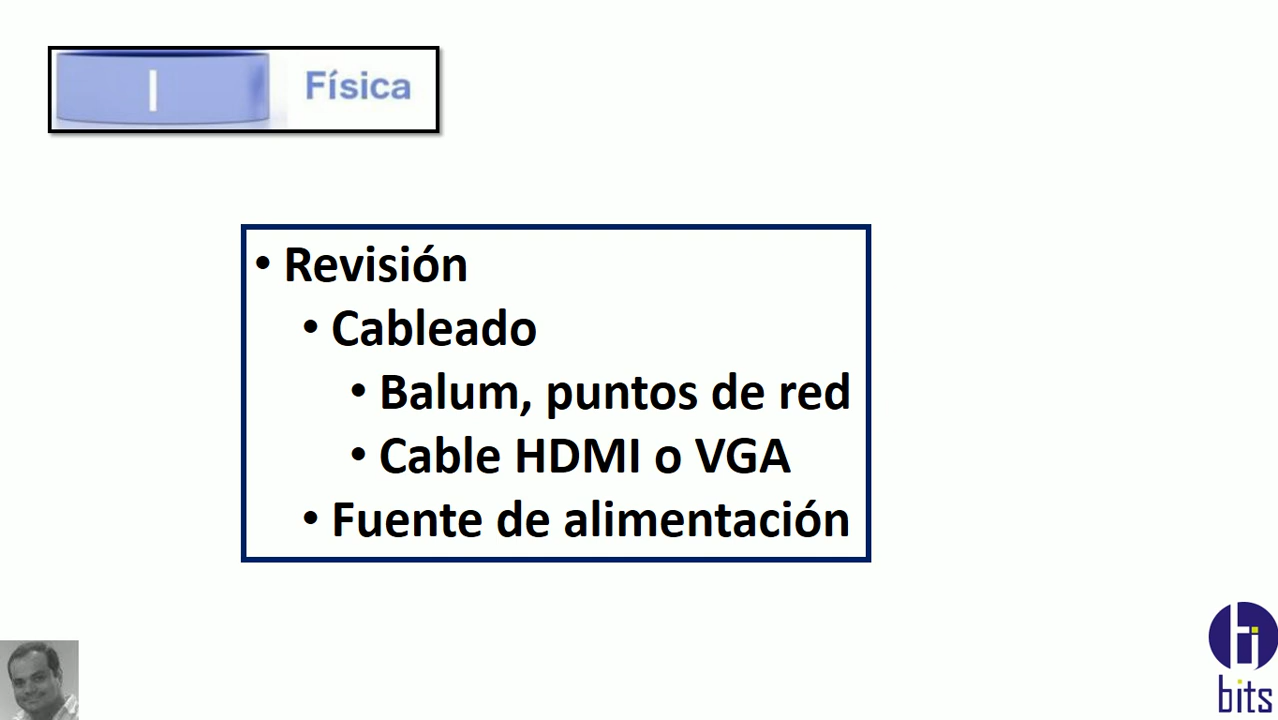 I Física
• Revisión
• Cableado
• Balum, puntos de red
• Cable HDMI o VGA
• Fuente de alimentación
bits